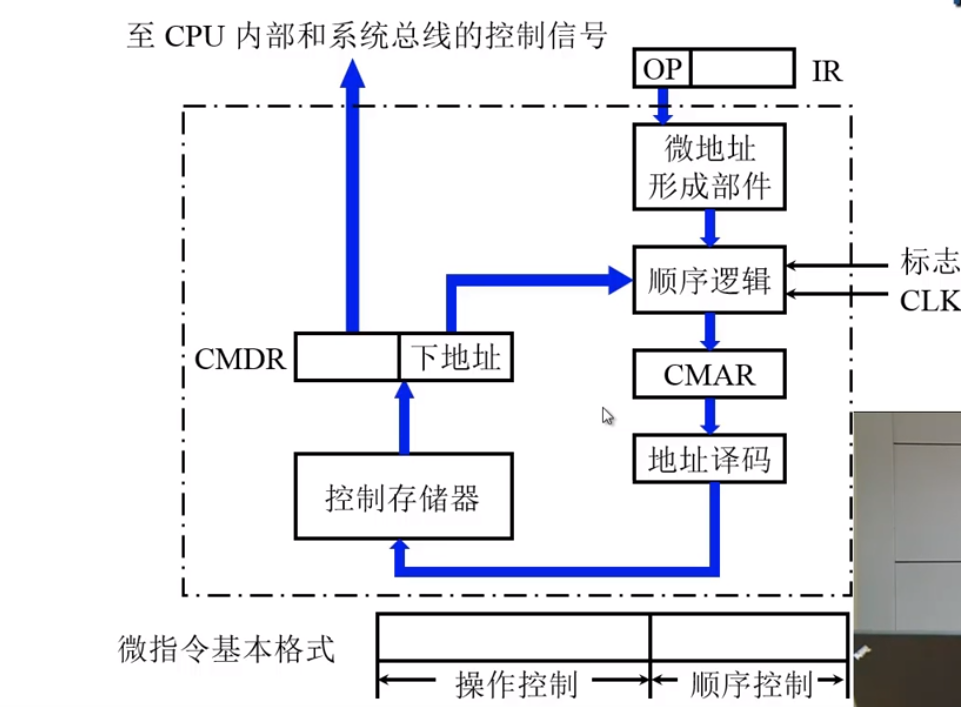 至 CPU 内部和系统总线的控制信号
OP
IR
微地址
形成部件
标志
顺序逻辑
CLK
CMDR
下地址
CMAR
地址译码
控制存储器
微指令基本格式
操作控制
顺序控制